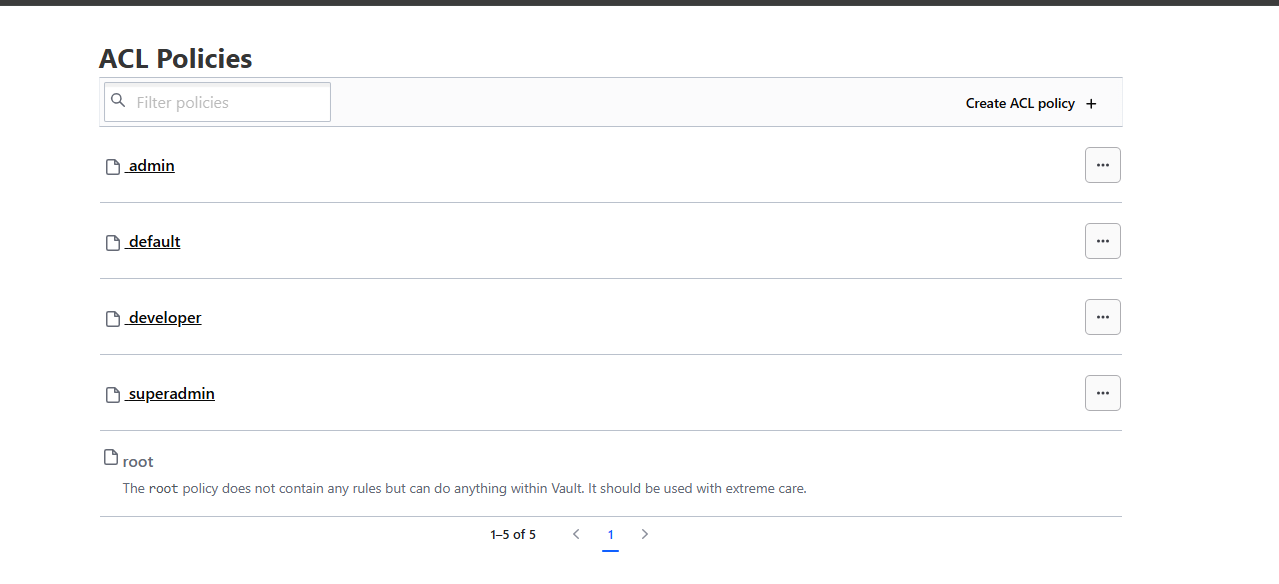 ACL Policies
Filter policies
Create ACL policy +
admin
default
developer
superadmin
root
The root policy does not contain any rules but can do anything within Vault. It should be used with extreme care.
1–5 of 5 1